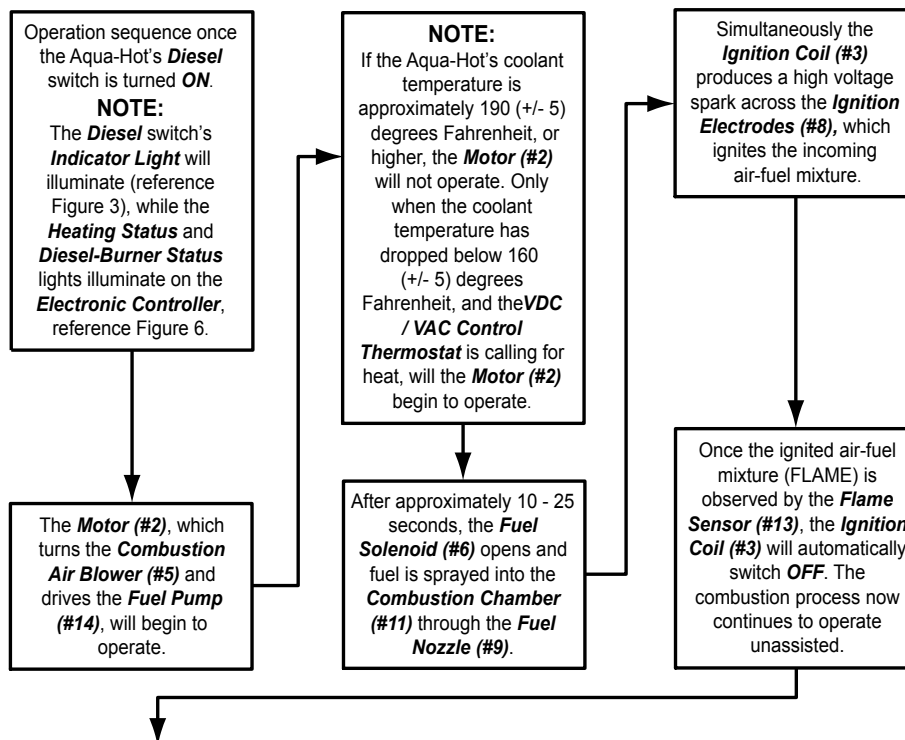 Operation sequence once
the Aqua-Hot's Diesel
switch is turned ON.
NOTE:
The Diesel switch's
Indicator Light will
illuminate (reference
Figure 3), while the
Heating Status and
Diesel-Burner Status
lights illuminate on the
Electronic Controller,
reference Figure 6.
The Motor (#2), which
turns the Combustion
Air Blower (#5) and
drives the Fuel Pump
(#14), will begin to
operate.
NOTE:
If the Aqua-Hot's coolant
temperature is
approximately 190 (+/- 5)
degrees Fahrenheit, or
higher, the Motor (#2)
will not operate. Only
when the coolant
temperature has
dropped below 160
(+/- 5) degrees
Fahrenheit, and theVDC
/ VAC Control
Thermostat is calling for
heat, will the Motor (#2)
begin to operate.
After approximately 10 - 25
seconds, the Fuel
Solenoid (#6) opens and
fuel is sprayed into the
Combustion Chamber
(#11) through the Fuel
Nozzle (#9).
Simultaneously the
Ignition Coil (#3)
produces a high voltage
spark across the Ignition
Electrodes (#8), which
ignites the incoming
air-fuel mixture.
Once the ignited air-fuel
mixture (FLAME) is
observed by the Flame
Sensor (#13), the Ignition
Coil (#3) will automatically
switch OFF. The
combustion process now
continues to operate
unassisted.